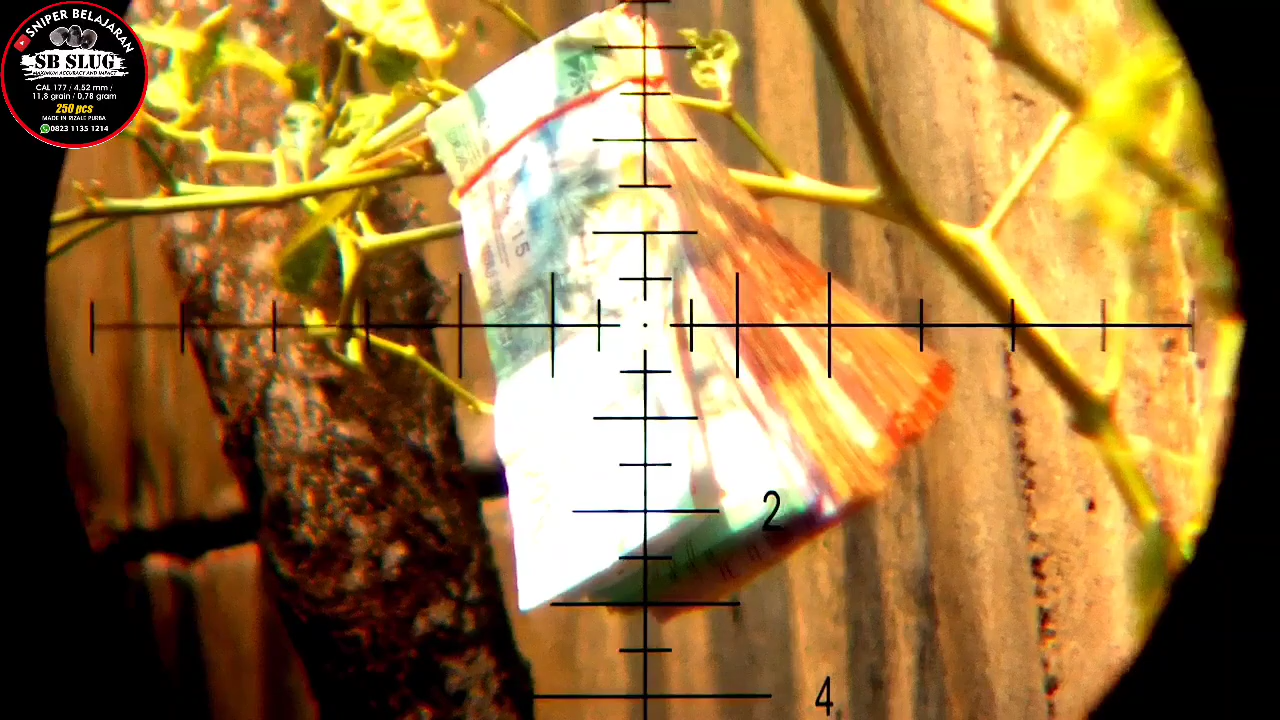 SNIPER BELAJARAN
SB SLUG
MAXIMUM ACCURACY AND IMPACT
CAL 177 / 4.52 mm /
11,8 grain / 0,78 gram
250 pcs
MADE IN RIZALE PURBA
0823 1135 1214
15
2
4